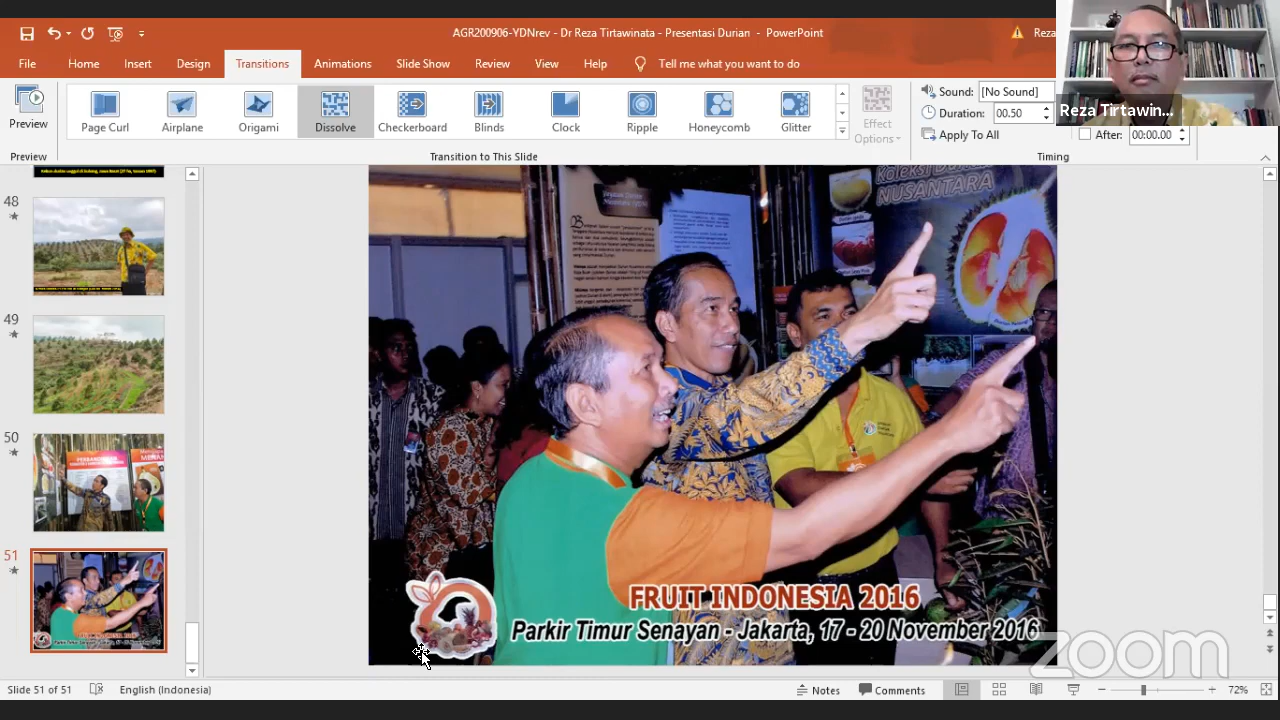 AGR200906-YDNrev - Dr Reza Tirtawinata - Presentasi Durian - PowerPoint
Reza
File Home Insert Design Transitions Animations Slide Show Review View Help Tell me what you want to do
Reza Tirtawin...
Preview
Page Curl Airplane Origami Dissolve Checkerboard Blinds Clock Ripple Honeycomb Glitter
Effect
Options
Sound: [No Sound]
Duration: 00.50
Apply To All
After: 00:00.00
Preview
Transition to This Slide
Timing
48
49
50
51
NUSANTARA
FRUIT INDONESIA 2016
Parkir Timur Senayan - Jakarta, 17 - 20 November 2016
zoom
Slide 51 of 51
English (Indonesia)
Notes
Comments
72%